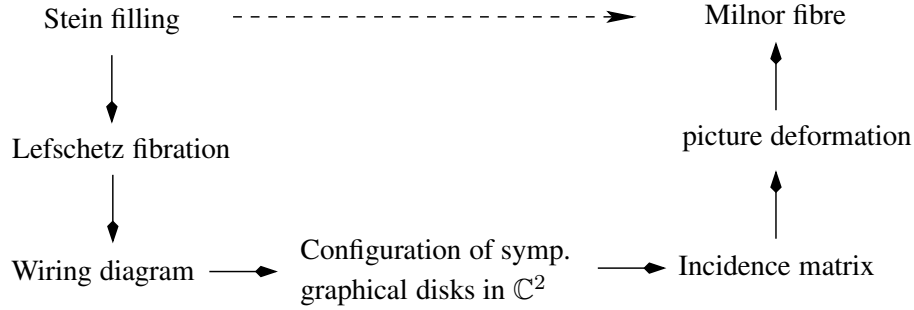 Stein filling
Milnor fibre
Lefschetz fibration
picture deformation
Wiring diagram
Configuration of symp.
graphical disks in ℂ²
Incidence matrix